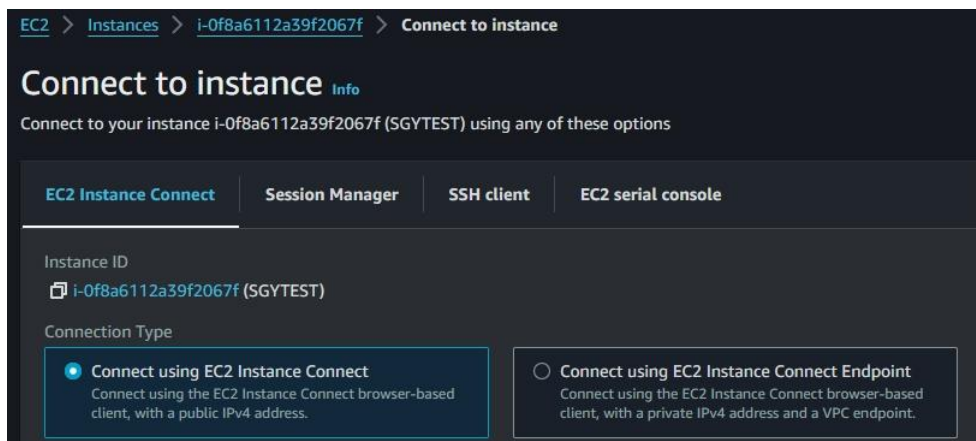 EC2 > Instances > i-0f8a6112a39f2067f > Connect to instance
Connect to instance Info
Connect to your instance i-0f8a6112a39f2067f (SGYTEST) using any of these options
EC2 Instance Connect Session Manager SSH client EC2 serial console
Instance ID
i-0f8a6112a39f2067f (SGYTEST)
Connection Type
Connect using EC2 Instance Connect
Connect using the EC2 Instance Connect browser-based
client, with a public IPv4 address.
Connect using EC2 Instance Connect Endpoint
Connect using the EC2 Instance Connect browser-based
client, with a private IPv4 address and a VPC endpoint.